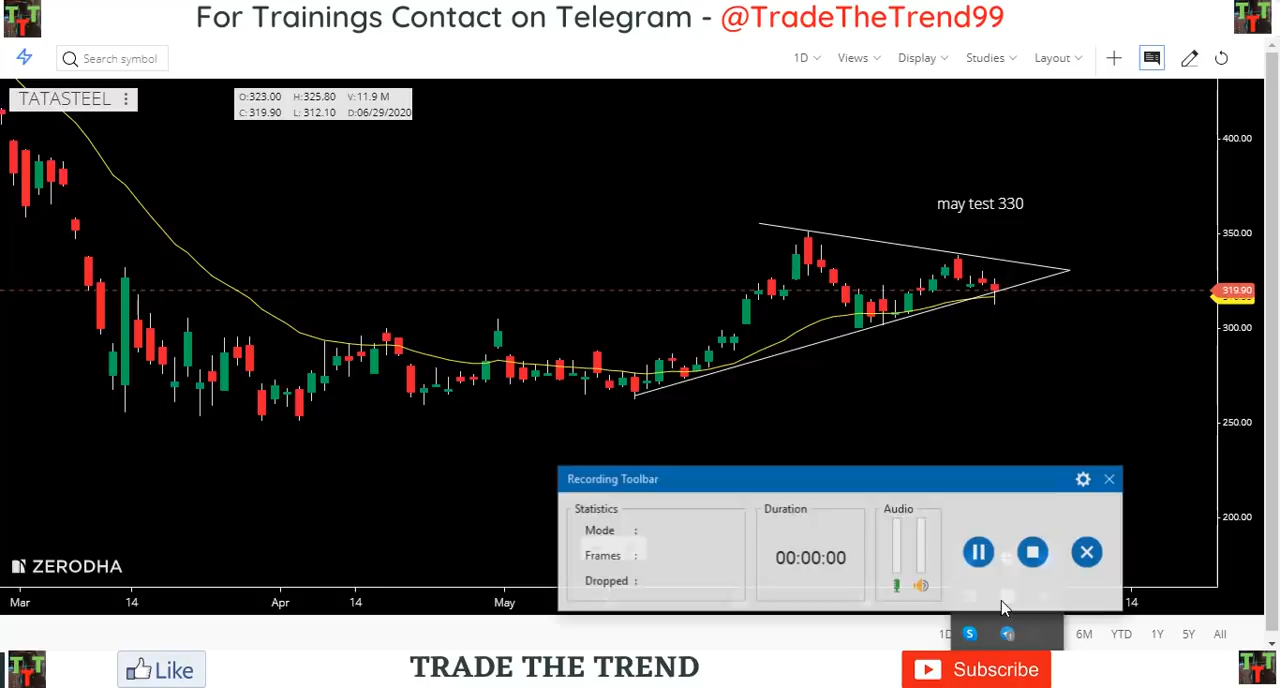 For Trainings Contact on Telegram - @TradeTheTrend99
Search symbol
1D Views Display Studies Layout
TATASTEEL
O:323.00 H:325.80 V:11.9 M
C:319.90 L: 312.10 D:06/29/2020
400.00
may test 330
350.00
319.90
300.00
250.00
200.00
Recording Toolbar
Statistics
Mode :
Frames :
Dropped :
Duration
00:00:00
Audio
ZERODHA
Mar 14 Apr 14 May 14
6M YTD 1Y 5Y All
Like
TRADE THE TREND
Subscribe